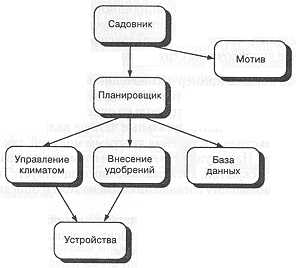 Садовник
Мотив
Планировщик
Управление
климатом
Внесение
удобрений
База
данных
Устройства